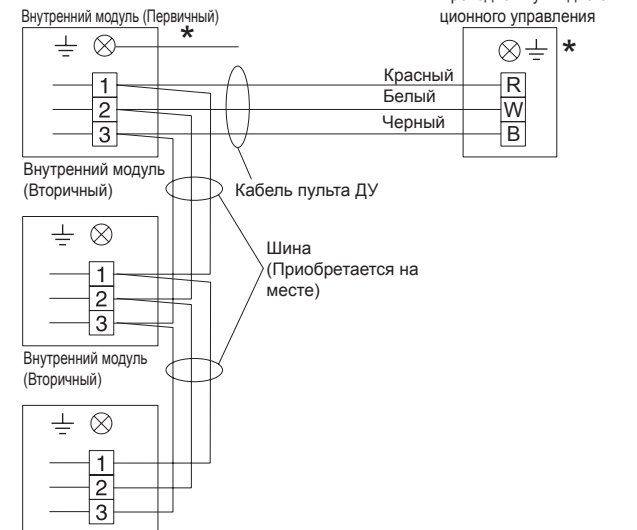 ционного управления
Внутренний модуль (Первичный)
*
*
Красный
1
R
Белый
2
W
Черный
3
B
Внутренний модуль
(Вторичный)
Кабель пульта ДУ
Шина
(Приобретается на
месте)
1
2
3
Внутренний модуль
(Вторичный)
1
2
3